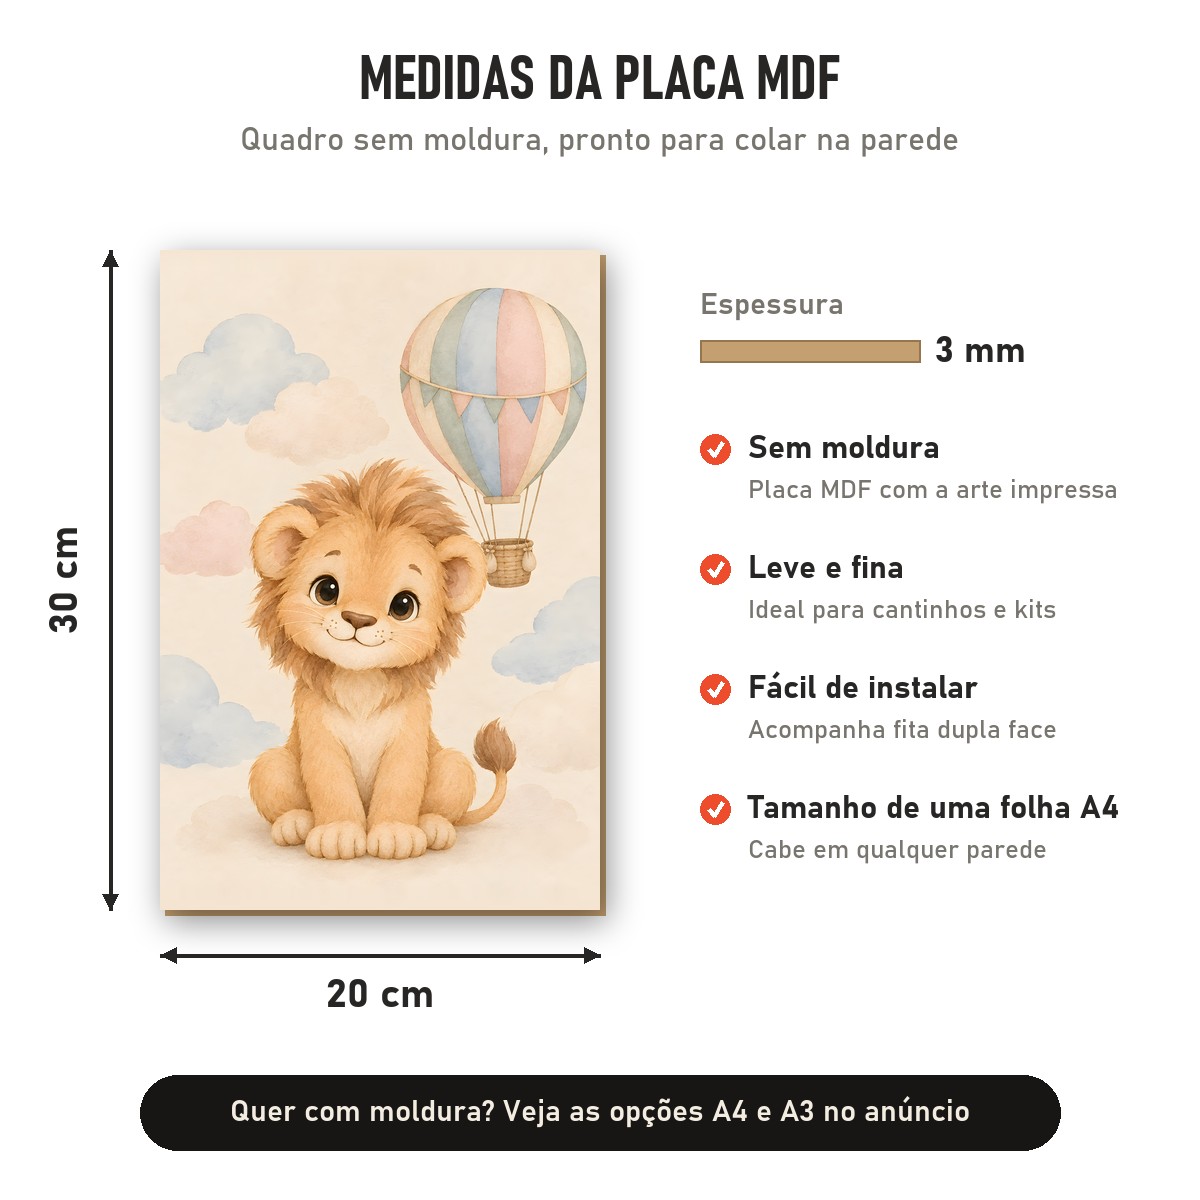 MEDIDAS DA PLACA MDF
Quadro sem moldura, pronto para colar na parede
Espessura
3 mm
Sem moldura
Placa MDF com a arte impressa
Leve e fina
Ideal para cantinhos e kits
Fácil de instalar
Acompanha fita dupla face
Tamanho de uma folha A4
Cabe em qualquer parede
30 cm
20 cm
Quer com moldura? Veja as opções A4 e A3 no anúncio